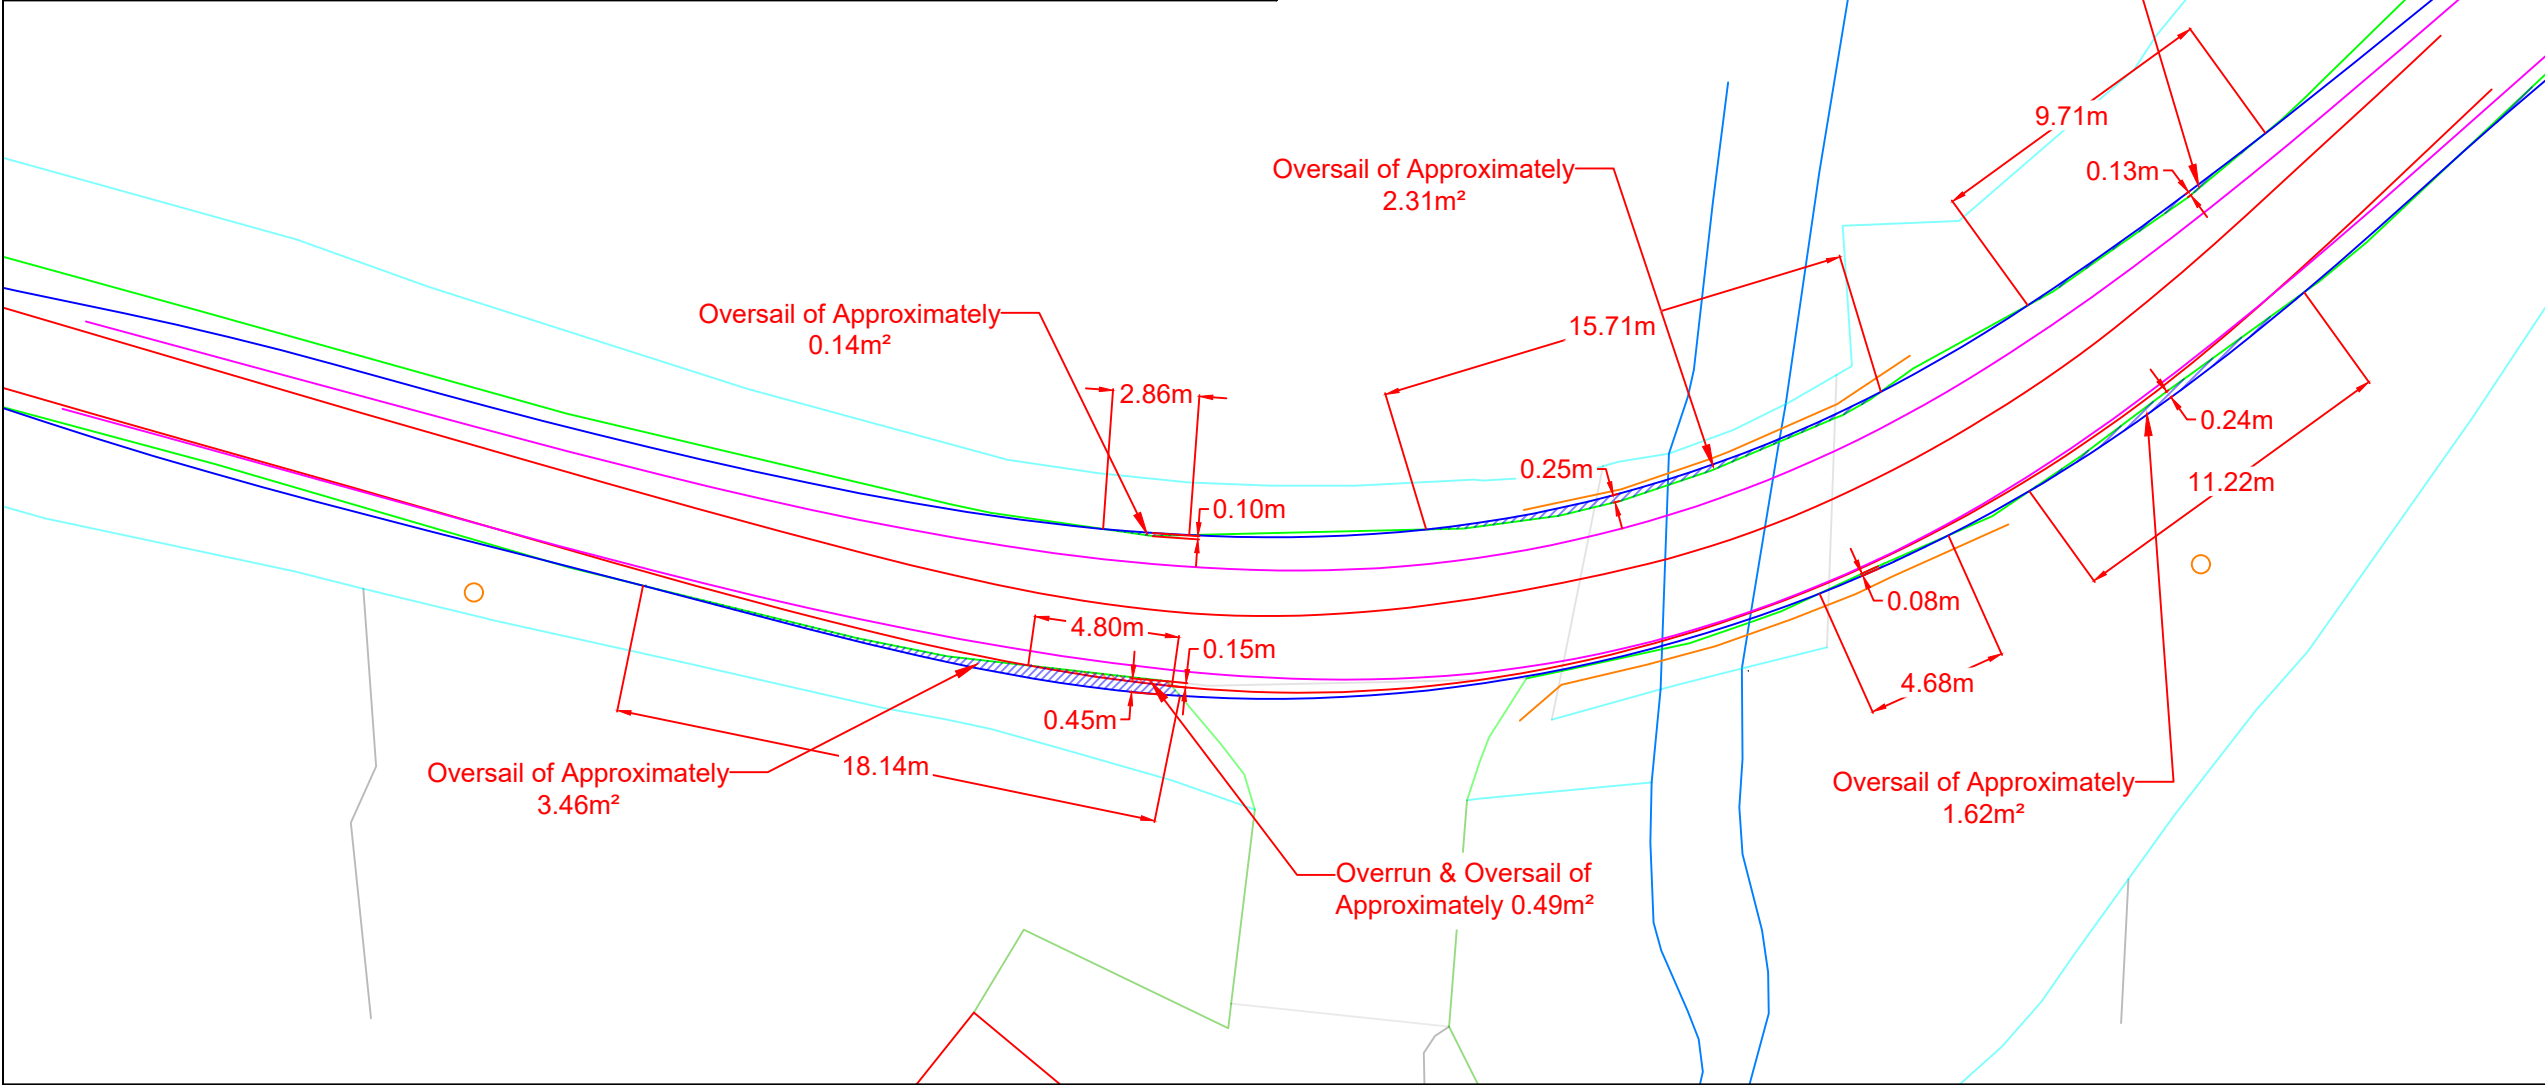 9.71m
0.13m
Oversail of Approximately
2.31m²
15.71m
Oversail of Approximately
0.14m²
2.86m
0.25m
0.10m
0.24m
11.22m
0.08m
4.80m
0.15m
4.68m
0.45m
18.14m
Oversail of Approximately
3.46m²
Oversail of Approximately
1.62m²
Overrun & Oversail of
Approximately 0.49m²